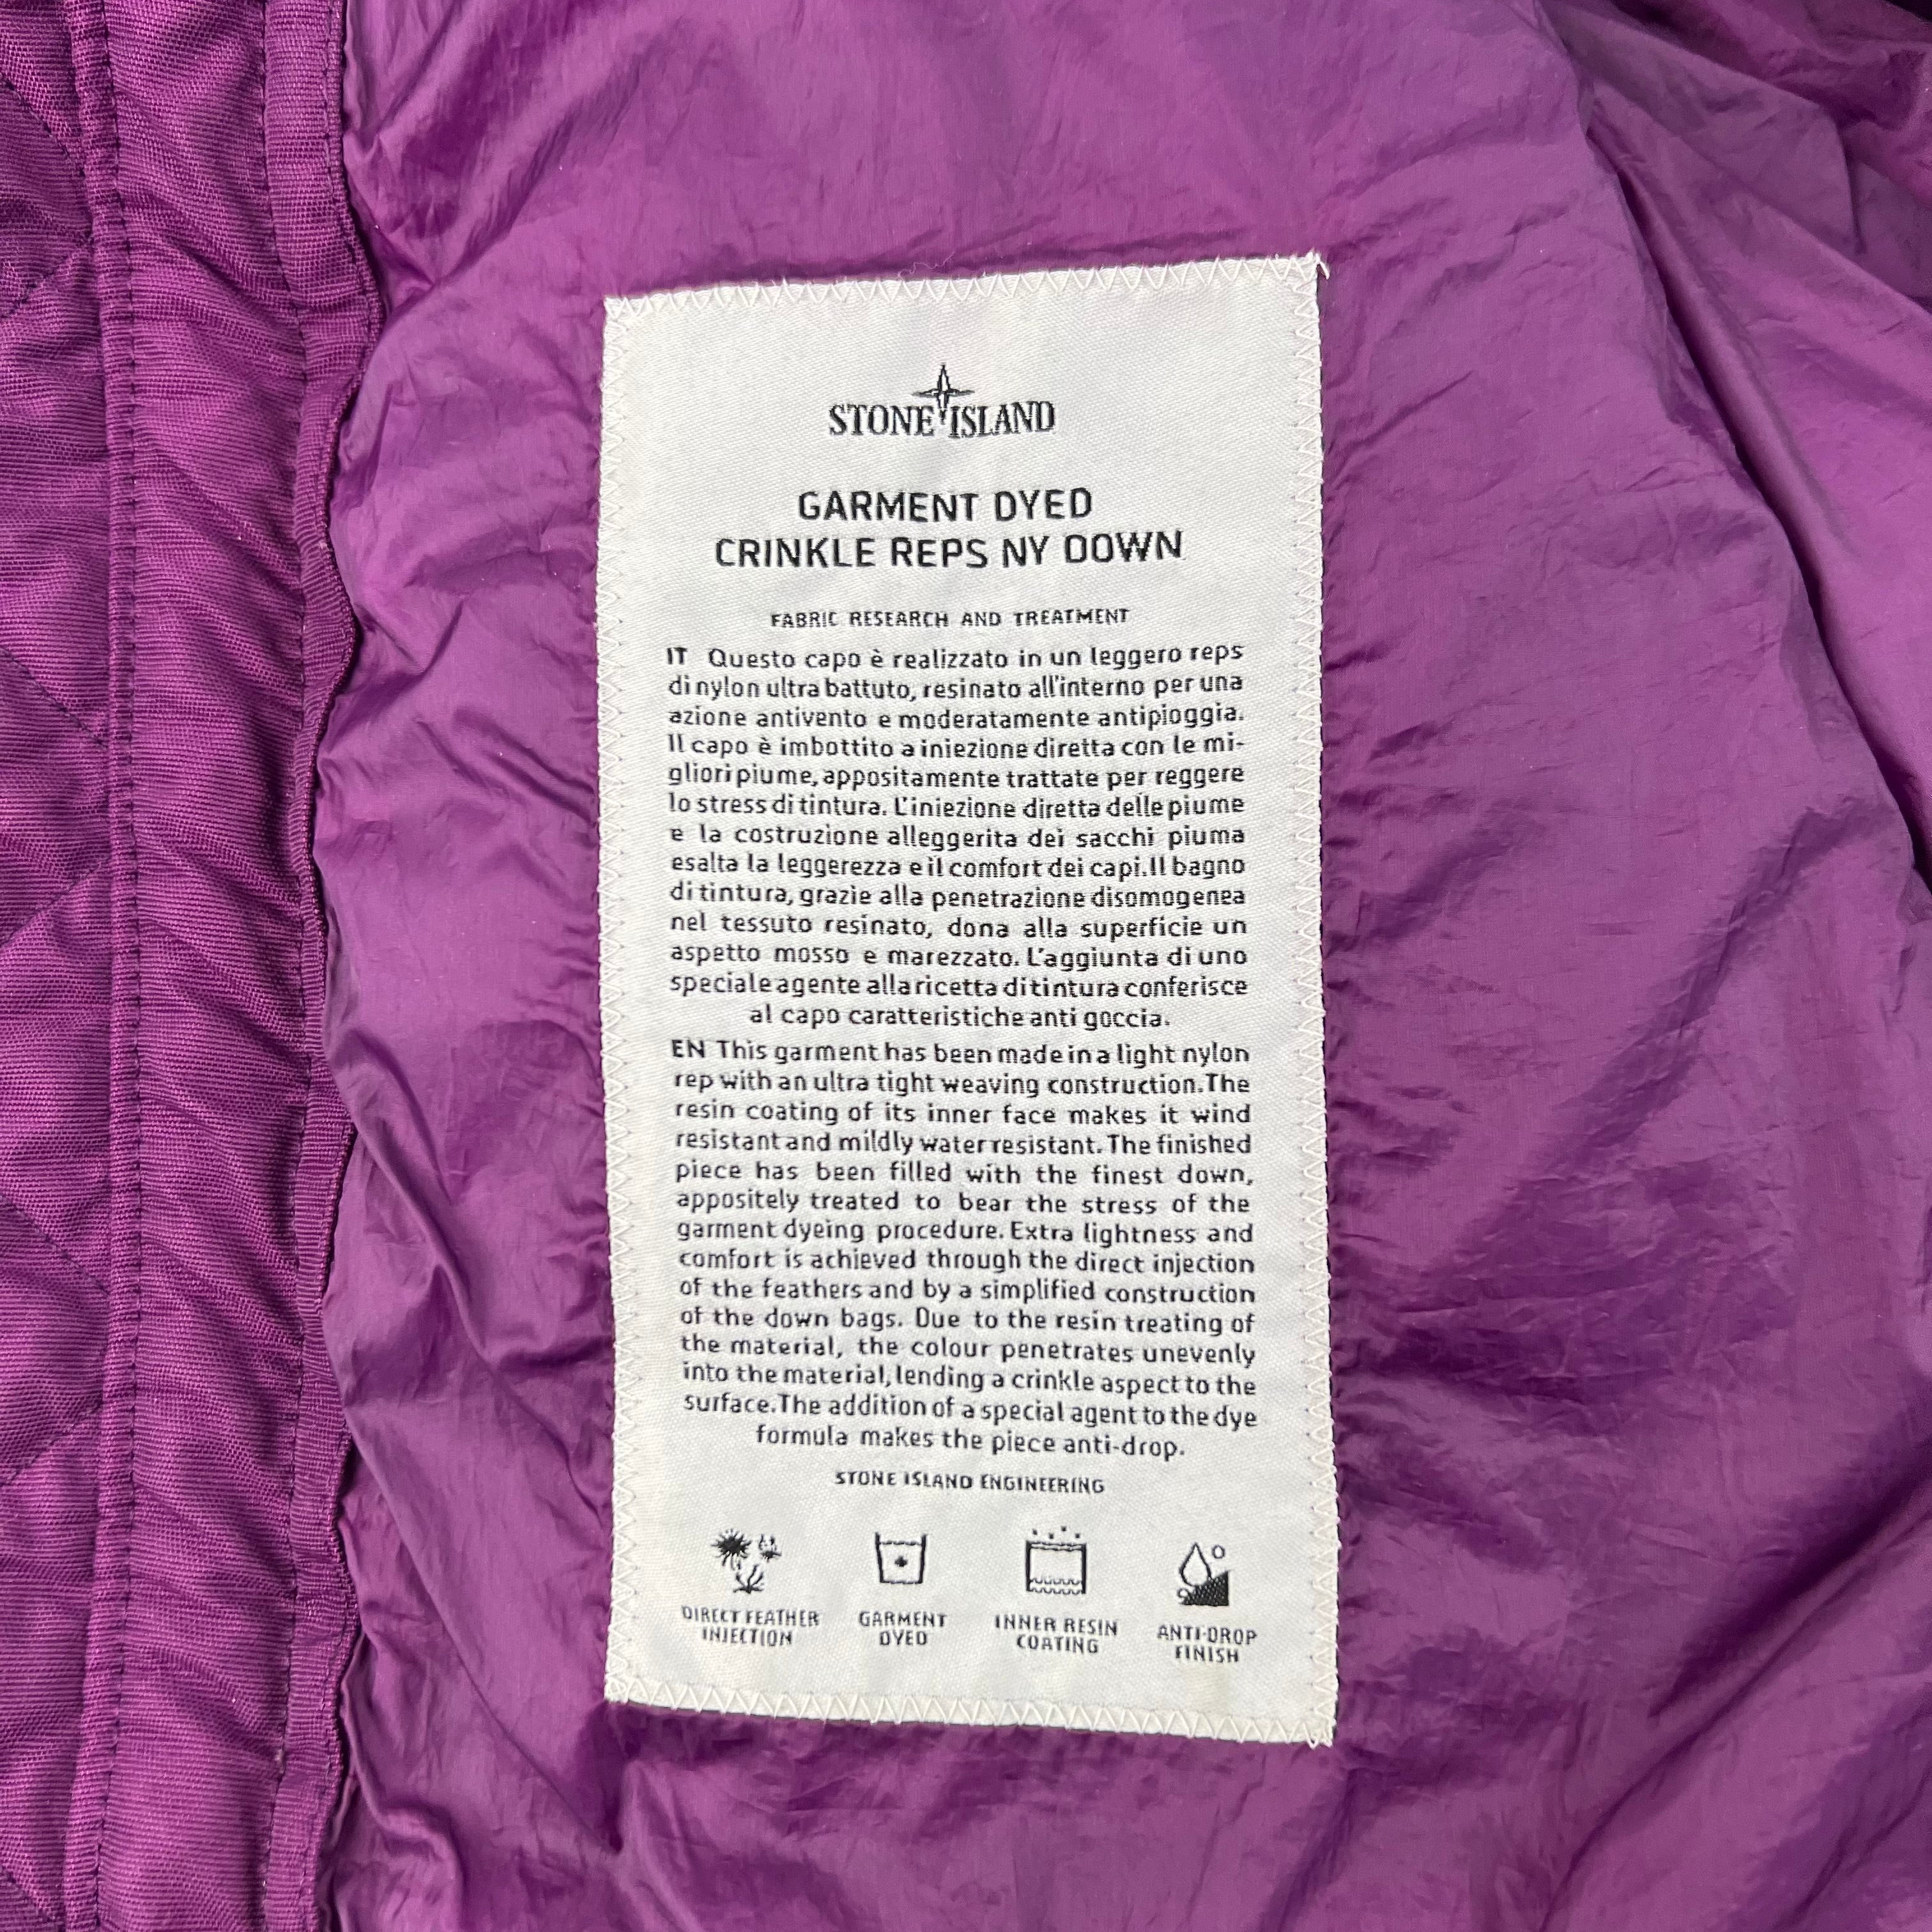 STONE ISLAND
GARMENT DYED
CRINKLE REPS NY DOWN
FABRIC RESEARCH AND TREATMENT
IT Questo capo è realizzato in un leggero reps
di nylon ultra battuto, resinato all'interno per una
azione antivento e moderatamente antipioggia.
Il capo è imbottito a iniezione diretta con le mi-
gliori piume, appositamente trattate per reggere
lo stress di tintura. L'iniezione diretta delle piume
e la costruzione alleggerita dei sacchi piuma
esalta la leggerezza e il comfort dei capi. Il bagno
di tintura, grazie alla penetrazione disomogenea
nel tessuto resinato, dona alla superficie un
aspetto mosso e marezzato. L'aggiunta di uno
speciale agente alla ricetta di tintura conferisce
al capo caratteristiche anti goccia.
EN This garment has been made in a light nylon
rep with an ultra tight weaving construction. The
resin coating of its inner face makes it wind
resistant and mildly water resistant. The finished
piece has been filled with the finest down,
appositely treated to bear the stress of the
garment dyeing procedure. Extra lightness and
comfort is achieved through the direct injection
of the feathers and by a simplified construction
of the down bags. Due to the resin treating of
the material, the colour penetrates unevenly
into the material, lending a crinkle aspect to the
surface. The addition of a special agent to the dye
formula makes the piece anti-drop.
STONE ISLAND ENGINEERING
DIRECT FEATHER INJECTION
GARMENT DYED
INNER RESIN COATING
ANTI-DROP FINISH